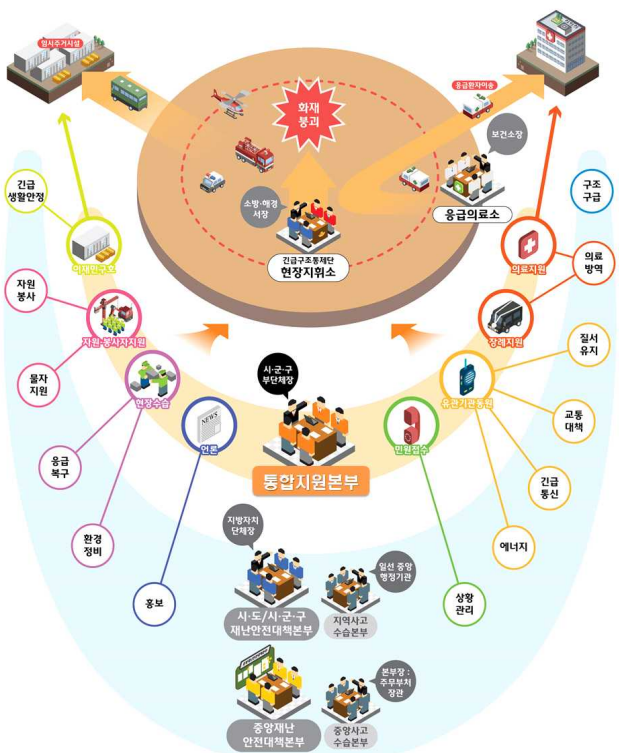 임시주거시설
화재
붕괴
응급환자이송
보건소장
긴급
생활안정
소방·해경
서장
응급의료소
구조
구급
긴급구조통제단
현장지휘소
이재민구호
의료지원
의료
방역
자원
봉사
자원·봉사자지원
장례지원
질서
유지
물자
지원
현장수습
시·군·구
부단체장
유관기관동원
NEWS
언론
민원접수
교통
대책
응급
복구
통합지원본부
긴급
통신
환경
정비
에너지
지방자치
단체장
일선 중앙
행정기관
홍보
상황
관리
시·도/시·군·구
재난안전대책본부
지역사고
수습본부
본부장 :
주무부처
장관
중앙재난
안전대책본부
중앙사고
수습본부